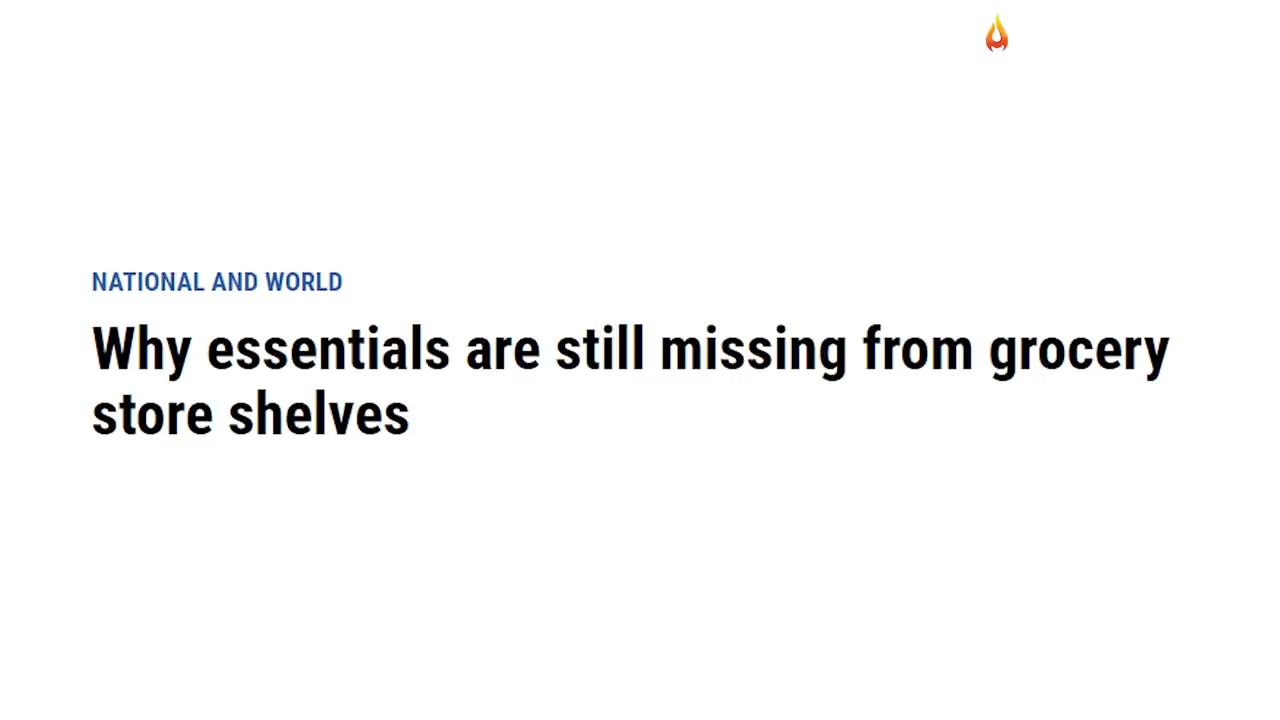 NATIONAL AND WORLD
Why essentials are still missing from grocery
store shelves